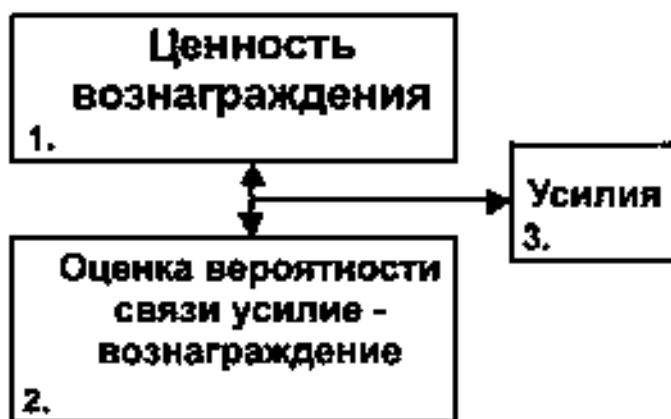 Ценность
вознаграждения
1.
Усилия
3.
Оценка вероятности
связи усилие -
вознаграждение
2.